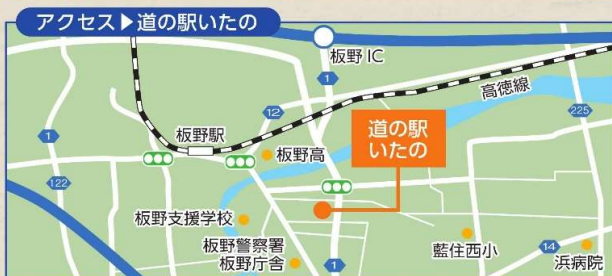 アクセス▶道の駅いたの
板野 IC
1
高徳線
225
12
板野駅
板野高
道の駅
いたの
1
122
板野支援学校
板野警察署
板野庁舎
1
藍住西小
14
浜病院